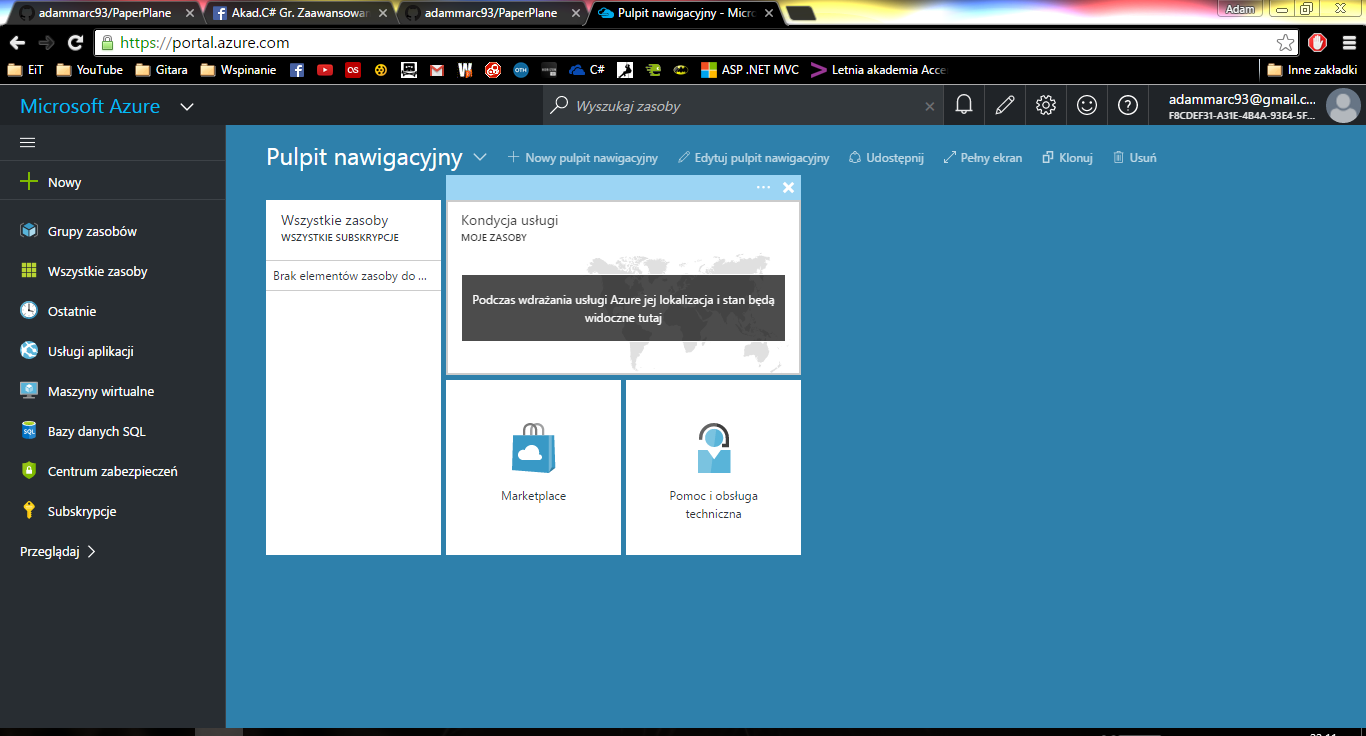 adammarc93/PaperPlane
Akad.C# Gr. Zaawansowar
adammarc93/PaperPlane
Pulpit nawigacyjny - Micro
Adam
https://portal.azure.com
EiT
YouTube
Gitara
Wspinanie
C#
ASP .NET MVC
Letnia akademia Acce
Inne zakładki
Microsoft Azure
Wyszukaj zasoby
adammarc93@gmail.c...
F8CDEF31-A31E-4B4A-93E4-5F...
Nowy
Grupy zasobów
Wszystkie zasoby
Ostatnie
Usługi aplikacji
Maszyny wirtualne
Bazy danych SQL
Centrum zabezpieczeń
Subskrypcje
Przeglądaj
Pulpit nawigacyjny
Nowy pulpit nawigacyjny
Edytuj pulpit nawigacyjny
Udostępnij
Pełny ekran
Klonuj
Usuń
Wszystkie zasoby
WSZYSTKIE SUBSKRYPCJE
Brak elementów zasoby do ...
Kondycja usługi
MOJE ZASOBY
Podczas wdrażania usługi Azure jej lokalizacja i stan będą
widoczne tutaj
Marketplace
Pomoc i obsługa
techniczna